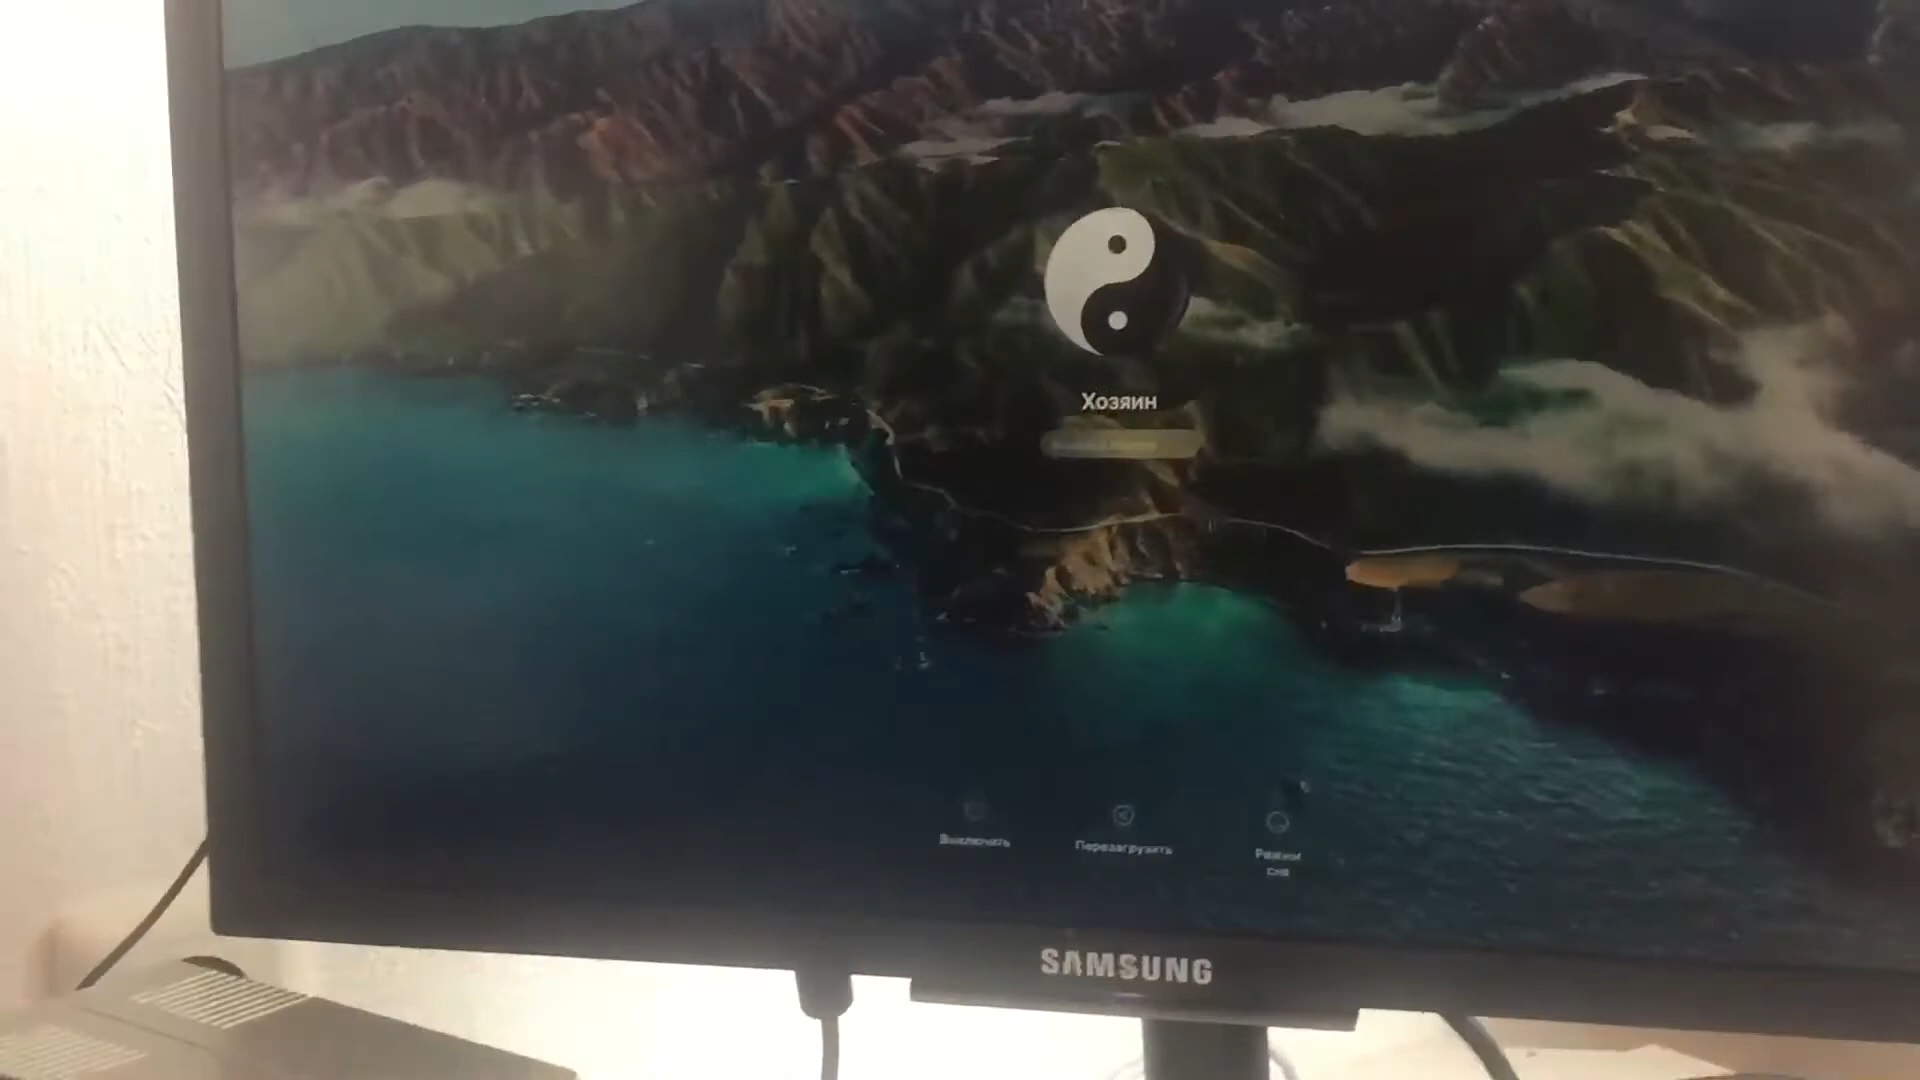 Хозяин
Выключить
Перезагрузить
Режим
сна
SAMSUNG